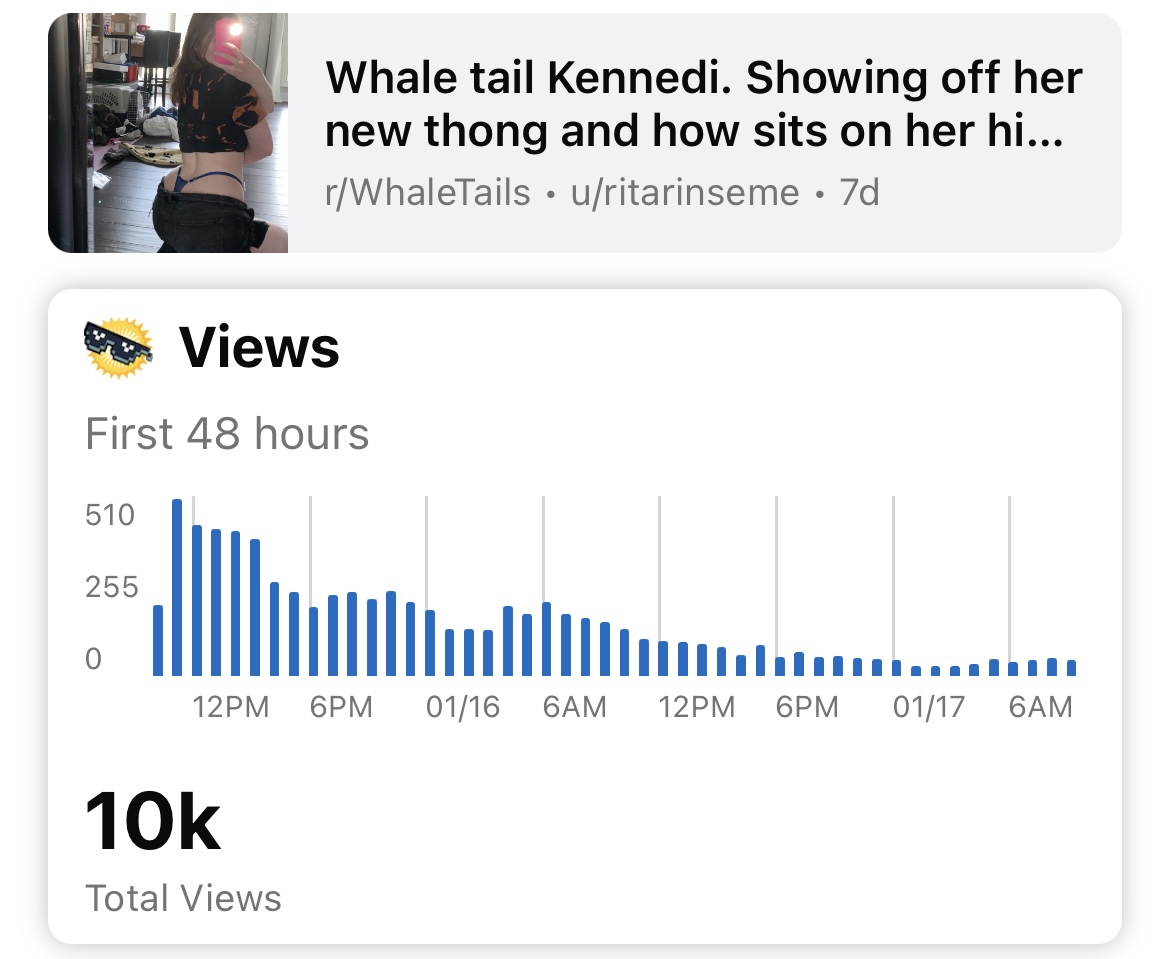 Whale tail Kennedi. Showing off her
new thong and how sits on her hi...
r/WhaleTails • u/ritarinseme • 7d
Views
First 48 hours
510
255
0
12PM 6PM 01/16 6AM 12PM 6PM 01/17 6AM
10k
Total Views